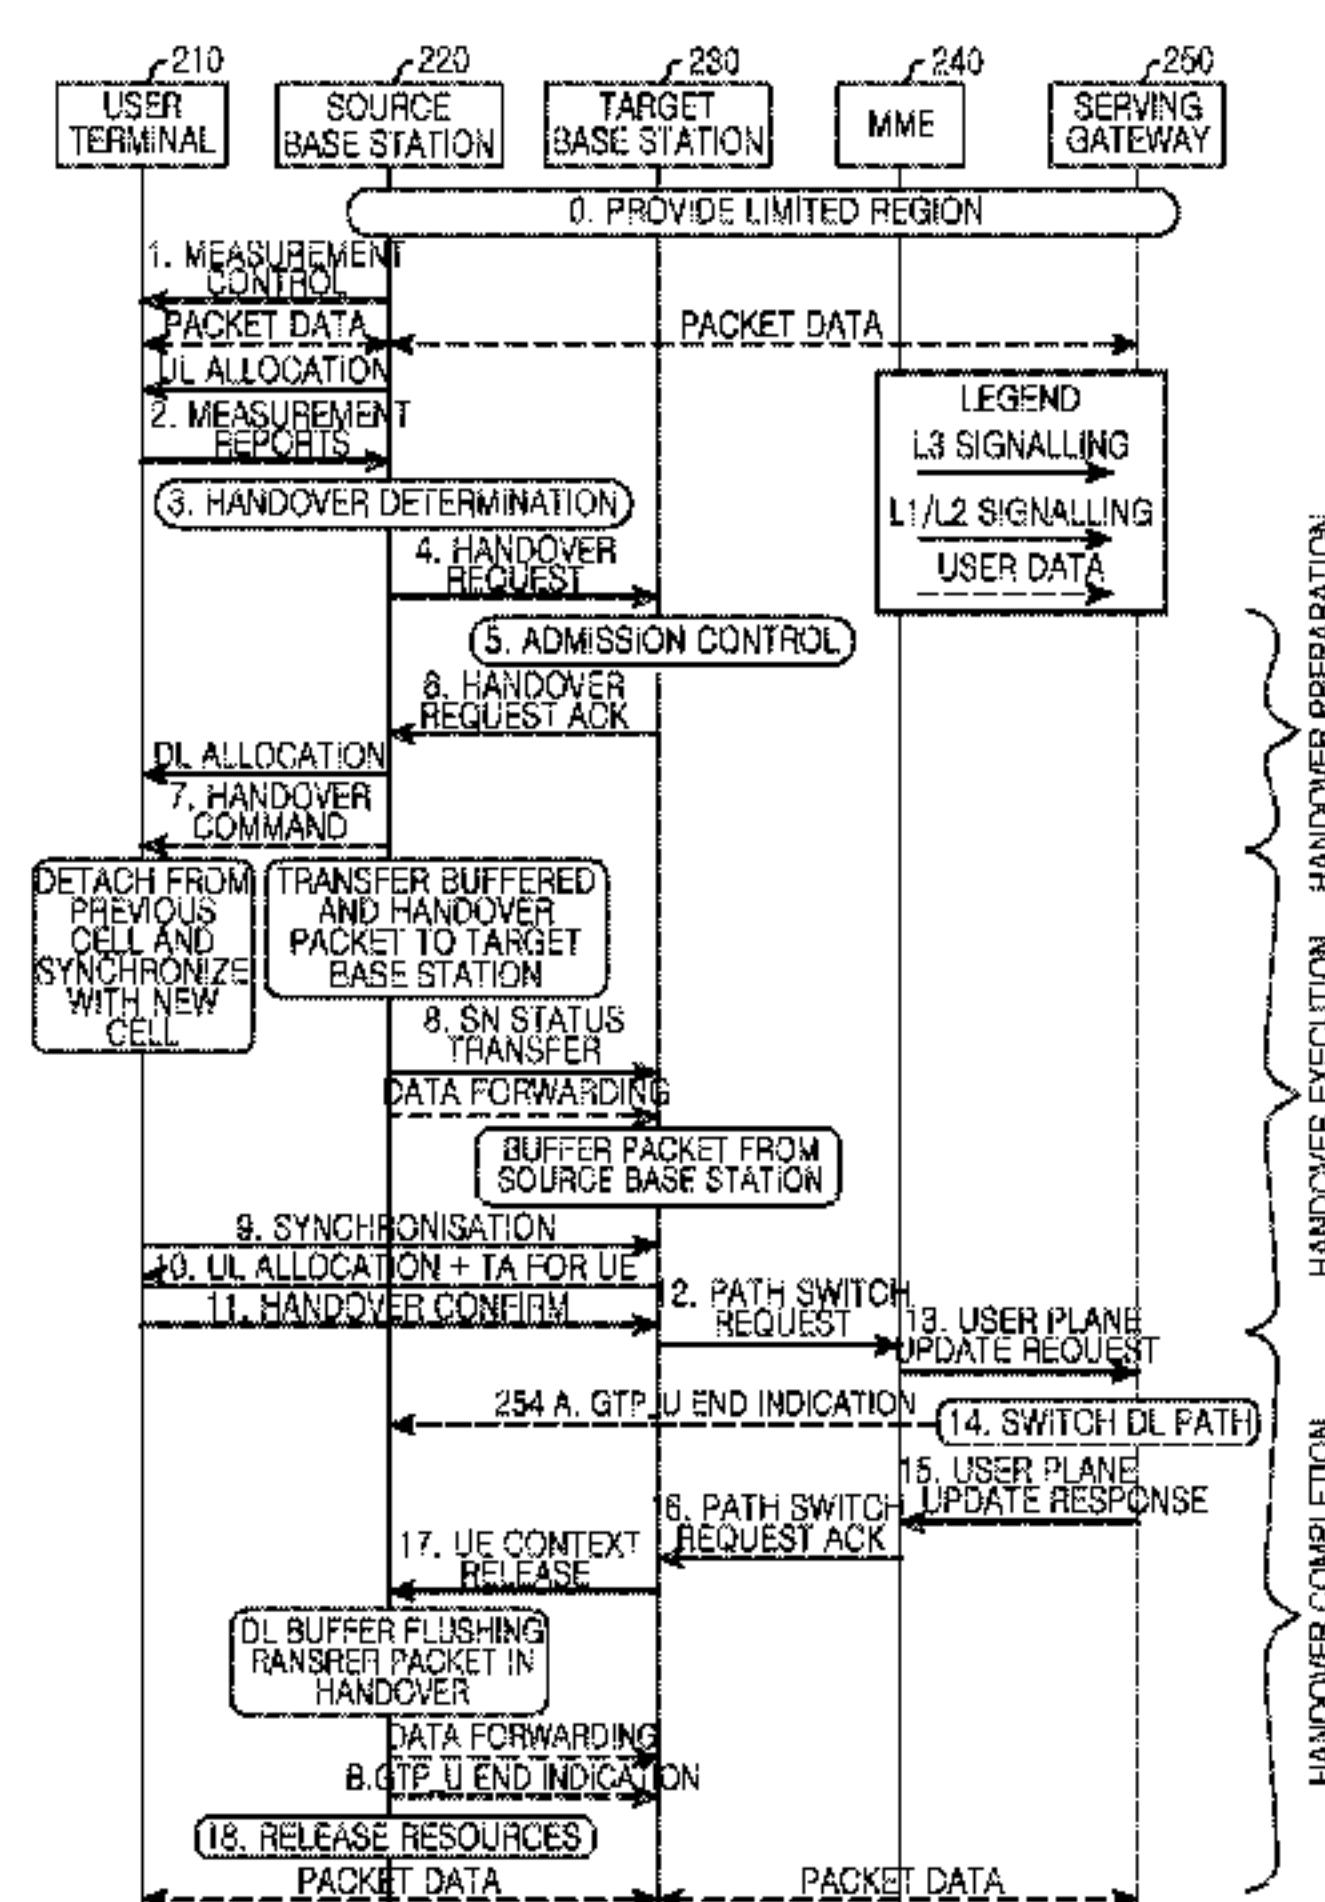 210
220
230
240
250
USER
TERMINAL
SOURCE
BASE STATION
TARGET
BASE STATION
MME
SERVING
GATEWAY
0. PROVIDE LIMITED REGION
1. MEASUREMENT
CONTROL
PACKET DATA
PACKET DATA
UL ALLOCATION
2. MEASUREMENT
REPORTS
LEGEND
L3 SIGNALLING
L1/L2 SIGNALLING
USER DATA
3. HANDOVER DETERMINATION
4. HANDOVER
REQUEST
5. ADMISSION CONTROL
6. HANDOVER
REQUEST ACK
DL ALLOCATION
7. HANDOVER
COMMAND
HANDOVER PREPARATION
DETACH FROM
PREVIOUS
CELL AND
SYNCHRONIZE
WITH NEW
CELL
TRANSFER BUFFERED
AND HANDOVER
PACKET TO TARGET
BASE STATION
8. SN STATUS
TRANSFER
DATA FORWARDING
BUFFER PACKET FROM
SOURCE BASE STATION
9. SYNCHRONISATION
10. UL ALLOCATION + TA FOR UE
11. HANDOVER CONFIRM
HANDOVER EXECUTION
12. PATH SWITCH
REQUEST
13. USER PLANE
UPDATE REQUEST
254 A. GTP_U END INDICATION
14. SWITCH DL PATH
15. USER PLANE
UPDATE RESPONSE
16. PATH SWITCH
REQUEST ACK
17. UE CONTEXT
RELEASE
DL BUFFER FLUSHING
RANSRER PACKET IN
HANDOVER
DATA FORWARDING
B.GTP_U END INDICATION
18. RELEASE RESOURCES
PACKET DATA
PACKET DATA
HANDOVER COMPLETION